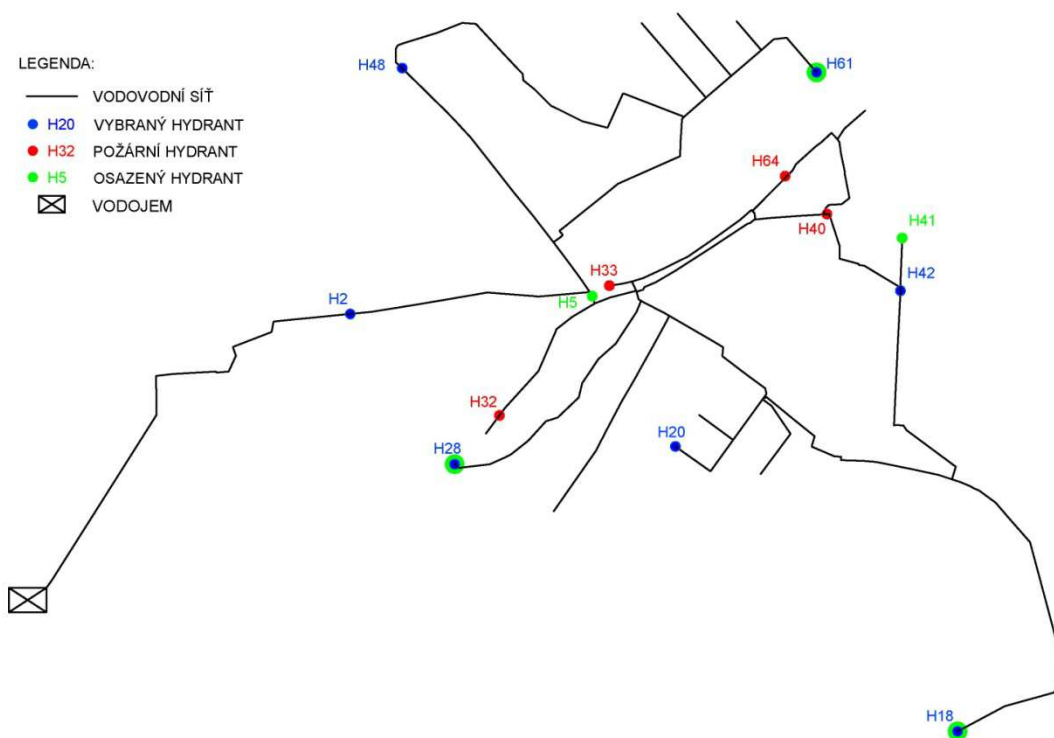 LEGENDA:
VODOVODNÍ SÍŤ
H20 VYBRANÝ HYDRANT
H32 POŽÁRNÍ HYDRANT
H5 OSAZENÝ HYDRANT
VODOJEM
H48
H61
H64
H40
H41
H33
H42
H5
H2
H32
H20
H28
H18